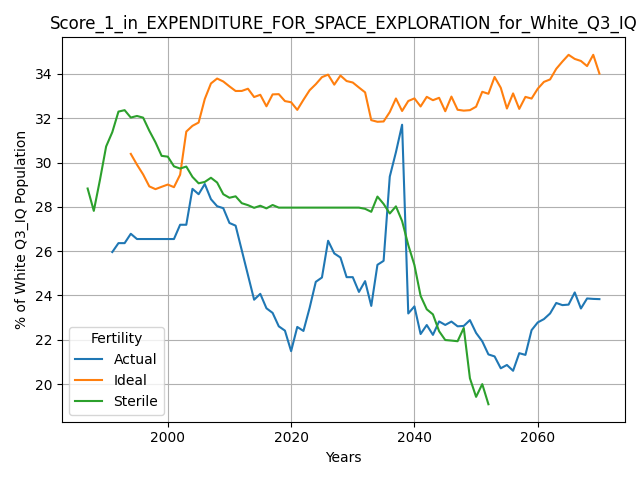 Score_1_in_EXPENDITURE_FOR_SPACE_EXPLORATION_for_White_Q3_IQ
% of White Q3_IQ Population
34
32
30
28
26
24
22
20
Fertility
Actual
Ideal
Sterile
2000
2020
2040
2060
Years